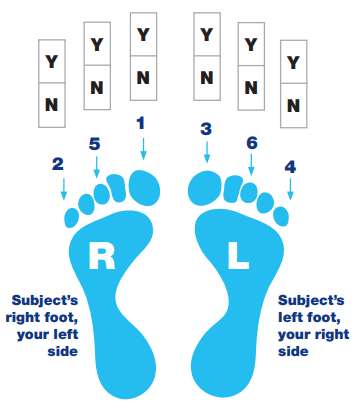 Y Y Y Y Y Y
N N N N N N
1 3
5 6
2 4
R L
Subject's
right foot,
your left
side
Subject's
left foot,
your right
side